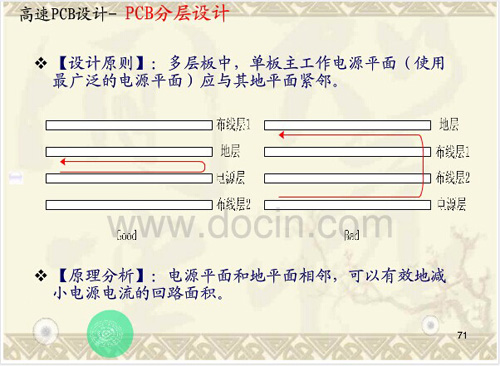 高速PCB设计- PCB分层设计
❖ 【设计原则】：多层板中，单板主工作电源平面（使用
最广泛的电源平面）应与其地平面紧邻。
布线层1
地层
电源层
布线层2
Good
地层
布线层1
布线层2
电源层
Bad
www.docin.com
❖ 【原理分析】：电源平面和地平面相邻，可以有效地减
小电源电流的回路面积。
71